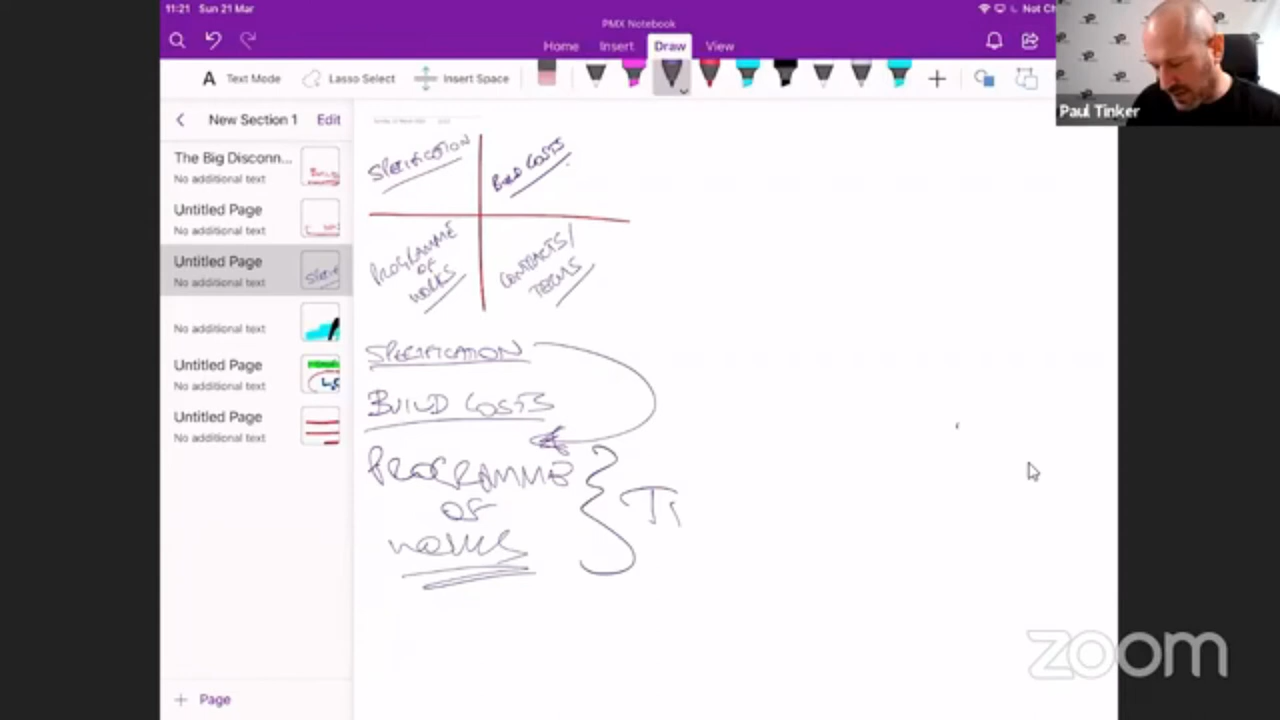 11:21 Sun 21 Mar
PMX Notebook
Not Ch
Home Insert Draw View
A Text Mode Lasso Select Insert Space
New Section 1 Edit
The Big Disconn...
No additional text
Untitled Page
No additional text
Untitled Page
No additional text
No additional text
Untitled Page
No additional text
Untitled Page
No additional text
+ Page
SPECIFICATION
BUILD COSTS
PROGRAMME
OF
WORKS
CONTRACTS/
TERMS
SPECIFICATION
BUILD COSTS
PROGRAMME
OF
WORKS
TI
Paul Tinker
zoom